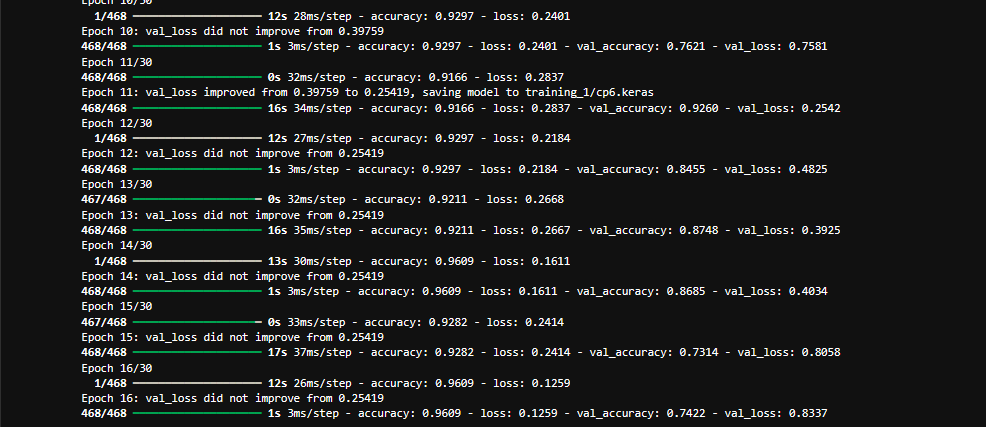 Epoch 10/30
1/468 ━━━━━━━━━━━━━━━━━━━━ 12s 28ms/step - accuracy: 0.9297 - loss: 0.2401
Epoch 10: val_loss did not improve from 0.39759
468/468 ━━━━━━━━━━━━━━━━━━━━ 1s 3ms/step - accuracy: 0.9297 - loss: 0.2401 - val_accuracy: 0.7621 - val_loss: 0.7581
Epoch 11/30
468/468 ━━━━━━━━━━━━━━━━━━━━ 0s 32ms/step - accuracy: 0.9166 - loss: 0.2837
Epoch 11: val_loss improved from 0.39759 to 0.25419, saving model to training_1/cp6.keras
468/468 ━━━━━━━━━━━━━━━━━━━━ 16s 34ms/step - accuracy: 0.9166 - loss: 0.2837 - val_accuracy: 0.9260 - val_loss: 0.2542
Epoch 12/30
1/468 ━━━━━━━━━━━━━━━━━━━━ 12s 27ms/step - accuracy: 0.9297 - loss: 0.2184
Epoch 12: val_loss did not improve from 0.25419
468/468 ━━━━━━━━━━━━━━━━━━━━ 1s 3ms/step - accuracy: 0.9297 - loss: 0.2184 - val_accuracy: 0.8455 - val_loss: 0.4825
Epoch 13/30
467/468 ━━━━━━━━━━━━━━━━━━━━ 0s 32ms/step - accuracy: 0.9211 - loss: 0.2668
Epoch 13: val_loss did not improve from 0.25419
468/468 ━━━━━━━━━━━━━━━━━━━━ 16s 35ms/step - accuracy: 0.9211 - loss: 0.2667 - val_accuracy: 0.8748 - val_loss: 0.3925
Epoch 14/30
1/468 ━━━━━━━━━━━━━━━━━━━━ 13s 30ms/step - accuracy: 0.9609 - loss: 0.1611
Epoch 14: val_loss did not improve from 0.25419
468/468 ━━━━━━━━━━━━━━━━━━━━ 1s 3ms/step - accuracy: 0.9609 - loss: 0.1611 - val_accuracy: 0.8685 - val_loss: 0.4034
Epoch 15/30
467/468 ━━━━━━━━━━━━━━━━━━━━ 0s 33ms/step - accuracy: 0.9282 - loss: 0.2414
Epoch 15: val_loss did not improve from 0.25419
468/468 ━━━━━━━━━━━━━━━━━━━━ 17s 37ms/step - accuracy: 0.9282 - loss: 0.2414 - val_accuracy: 0.7314 - val_loss: 0.8058
Epoch 16/30
1/468 ━━━━━━━━━━━━━━━━━━━━ 12s 26ms/step - accuracy: 0.9609 - loss: 0.1259
Epoch 16: val_loss did not improve from 0.25419
468/468 ━━━━━━━━━━━━━━━━━━━━ 1s 3ms/step - accuracy: 0.9609 - loss: 0.1259 - val_accuracy: 0.7422 - val_loss: 0.8337